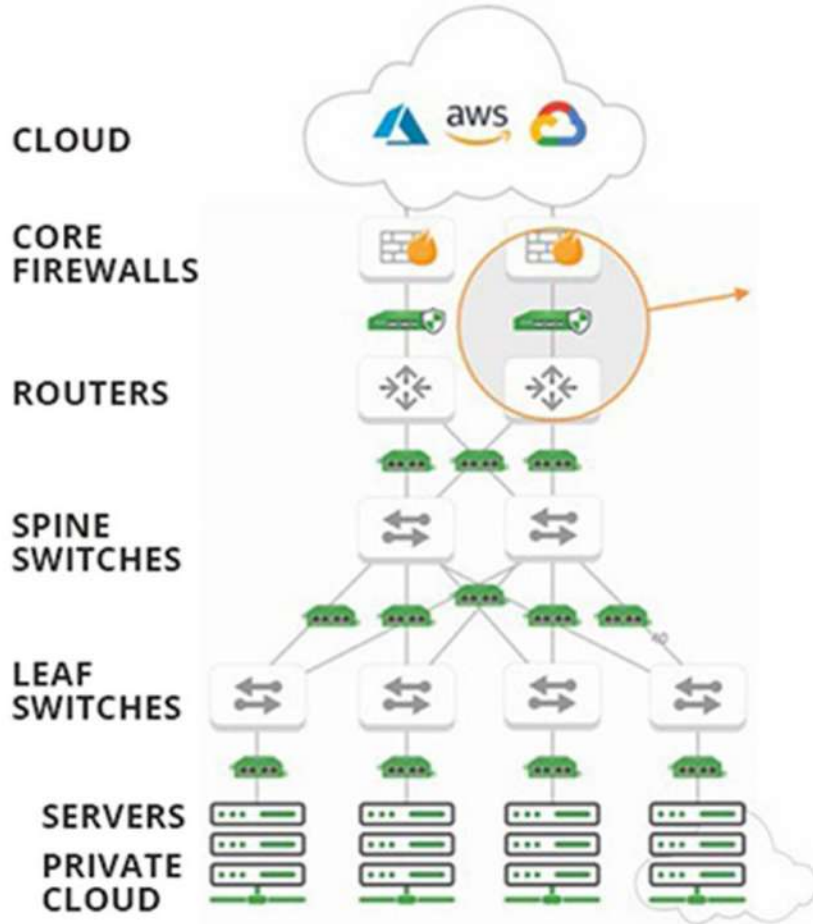 aws
CLOUD
CORE
FIREWALLS
ROUTERS
SPINE
SWITCHES
LEAF
SWITCHES
SERVERS
PRIVATE
CLOUD